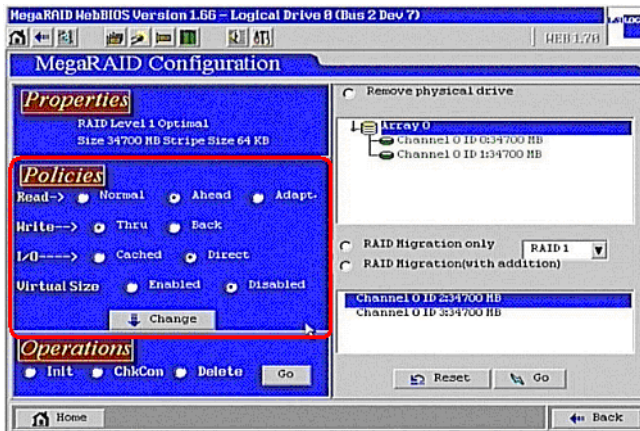 MegaRAID WebBIOS Version 1.66 - Logical Drive 0 (Bus 2 Dev 7)
LSI LOGIC
WEB 1.70
MegaRAID Configuration
Properties
RAID Level 1 Optimal
Size 34700 MB Stripe Size 64 KB
Policies
Read-> Normal Ahead Adapt.
Write--> Thru Back
I/O----> Cached Direct
Virtual Size Enabled Disabled
Change
Operations
Init ChkCon Delete Go
Remove physical drive
Array 0
Channel 0 ID 0:34700 MB
Channel 0 ID 1:34700 MB
RAID Migration only RAID 1
RAID Migration(with addition)
Channel 0 ID 2:34700 MB
Channel 0 ID 3:34700 MB
Reset Go
Home Back